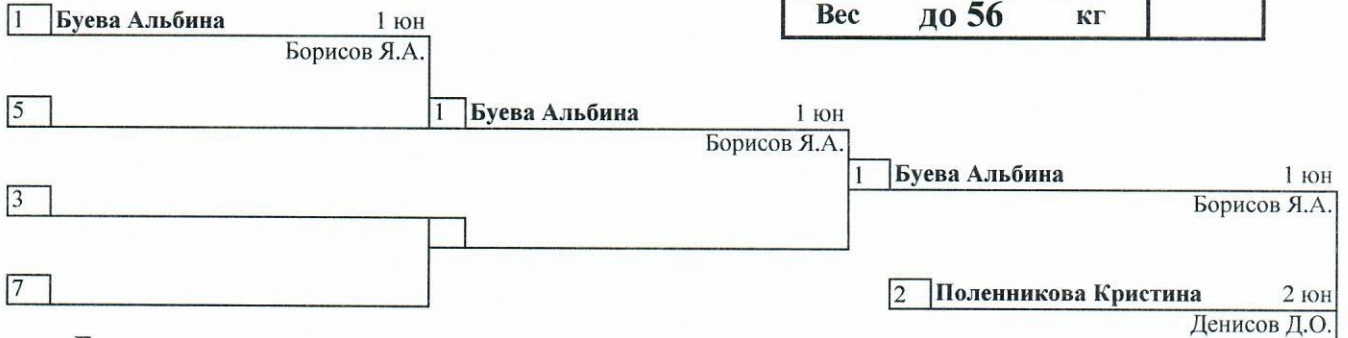 Вес до 56 кг
1 Буева Альбина 1 юн
Борисов Я.А.
5
1 Буева Альбина 1 юн
Борисов Я.А.
1 Буева Альбина 1 юн
Борисов Я.А.
3
7
2 Поленникова Кристина 2 юн
Денисов Д.О.